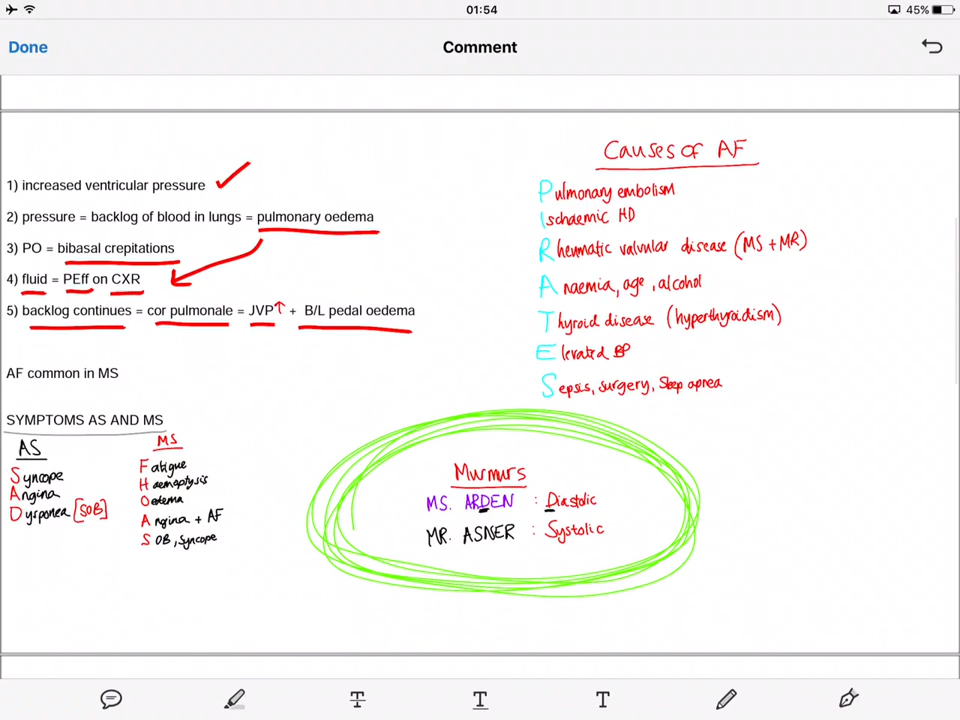 01:54
45%
Done
Comment
1) increased ventricular pressure
2) pressure = backlog of blood in lungs = pulmonary oedema
3) PO = bibasal crepitations
4) fluid = PEff on CXR
5) backlog continues = cor pulmonale = JVP↑ + B/L pedal oedema
AF common in MS
SYMPTOMS AS AND MS
AS
Syncope
Angina
Dysponea [SOB]
MS
Fatigue
Haemoptysis
Oedema
Angina + AF
SOB, Syncope
Causes of AF
Pulmonary embolism
Ischaemic HD
Rheumatic valvular disease (MS + MR)
Anaemia, age, alcohol
Thyroid disease (hyperthyroidism)
Elevated BP
Sepsis, surgery, Sleep apnea
Murmurs
MS. ARDEN : Diastolic
MR. ASNER : Systolic
T
T
T